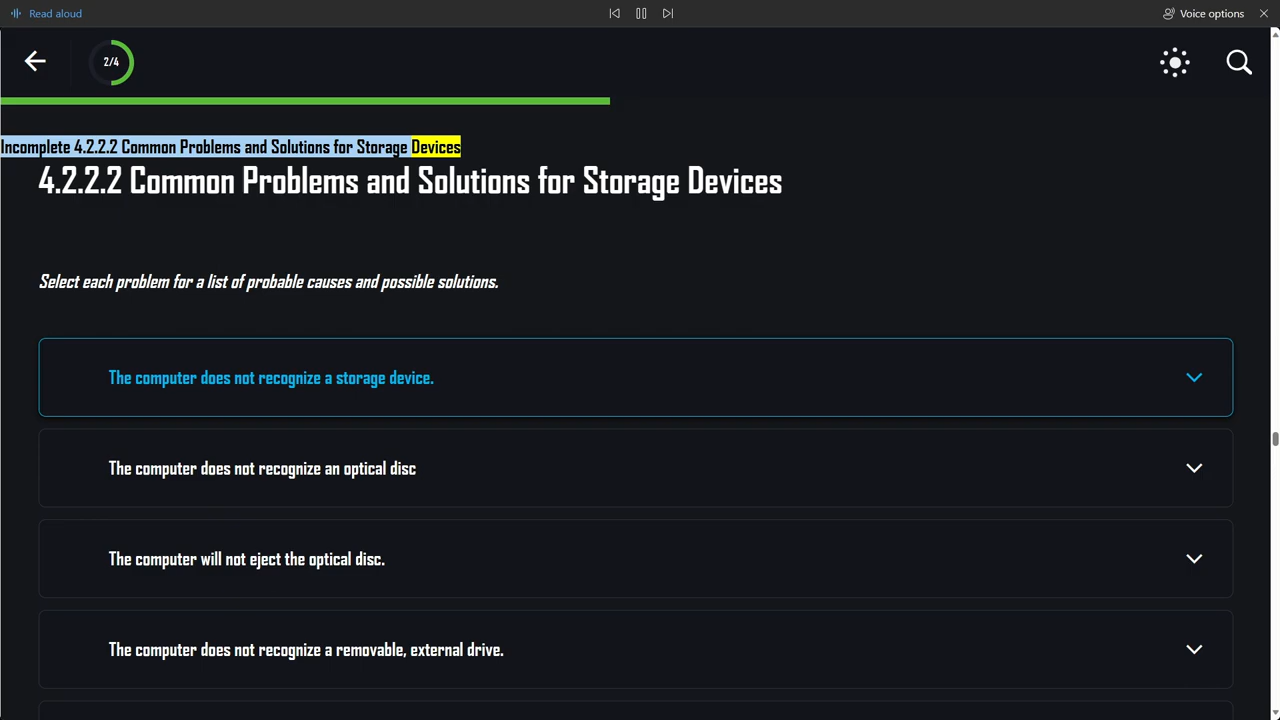 Read aloud
Voice options
2/4
Incomplete 4.2.2.2 Common Problems and Solutions for Storage Devices
4.2.2.2 Common Problems and Solutions for Storage Devices
Select each problem for a list of probable causes and possible solutions.
The computer does not recognize a storage device.
The computer does not recognize an optical disc
The computer will not eject the optical disc.
The computer does not recognize a removable, external drive.